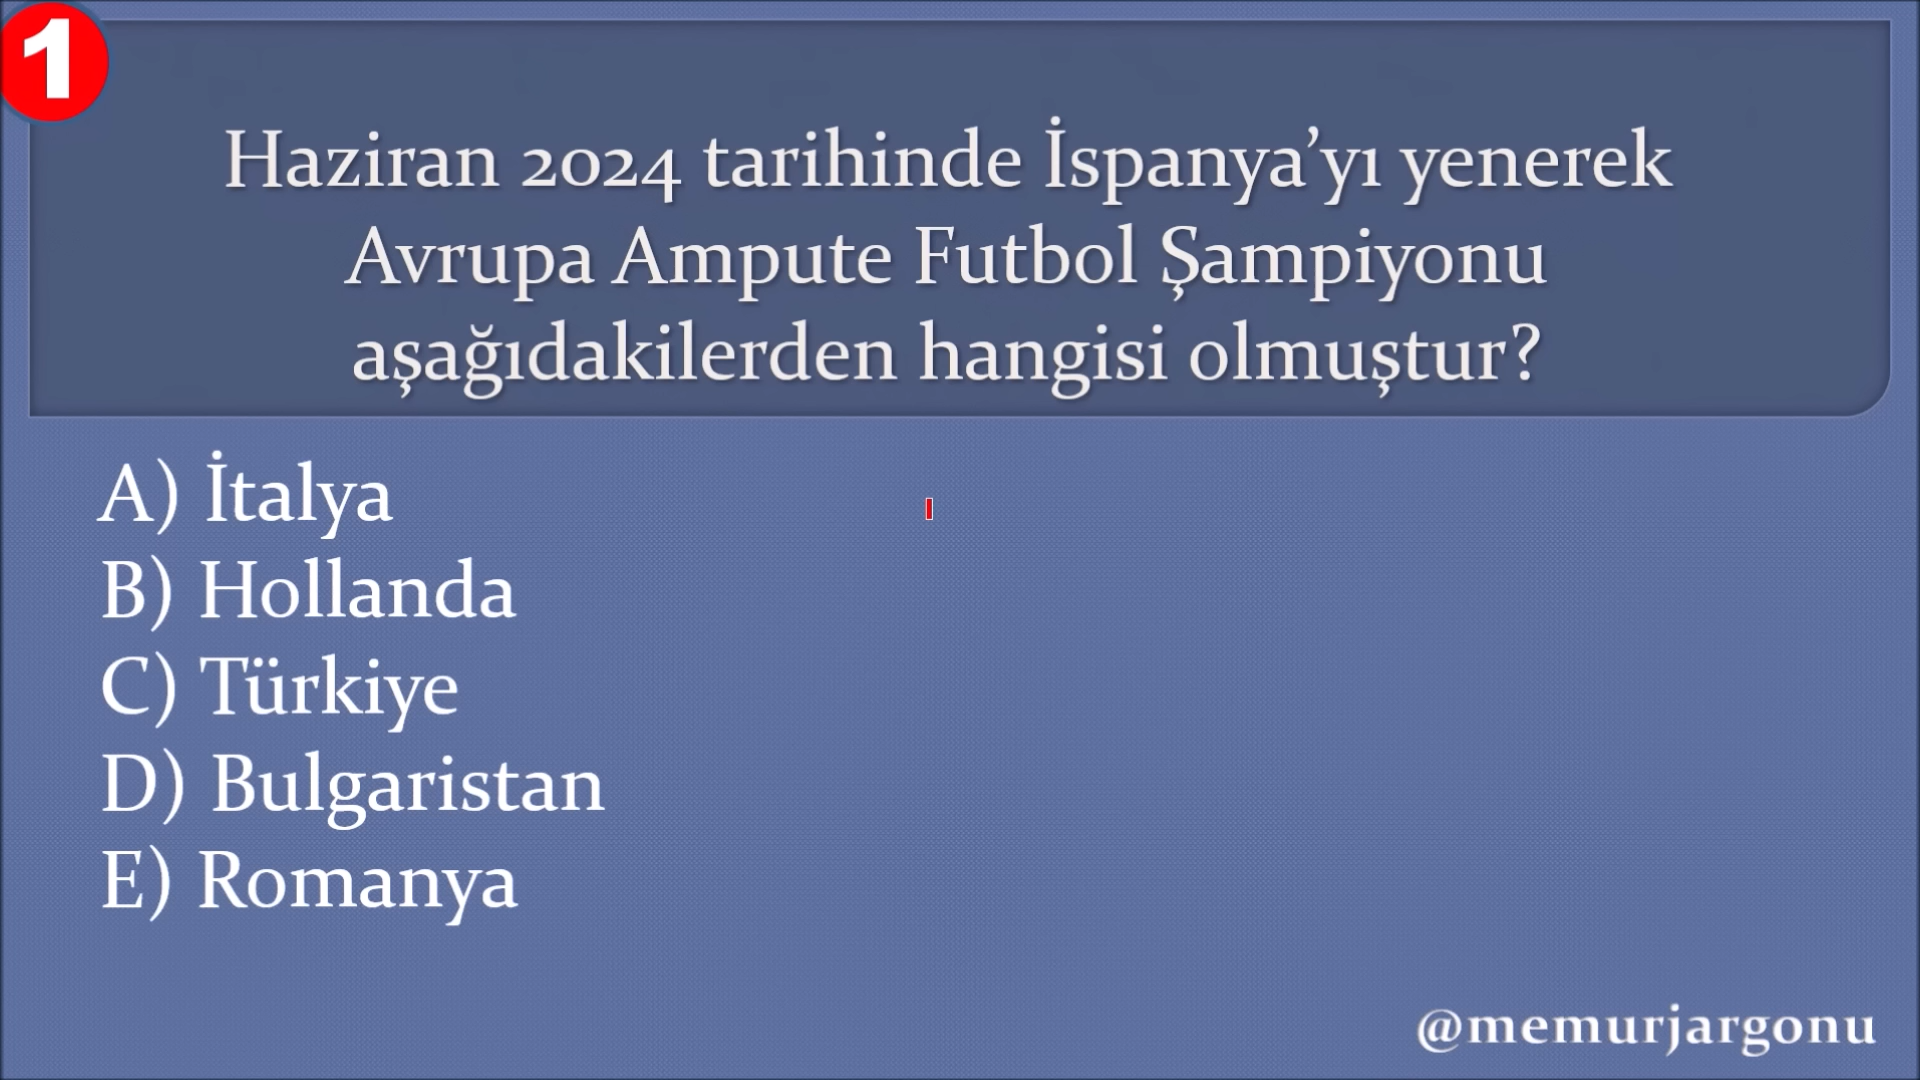 1
Haziran 2024 tarihinde İspanya’yı yenerek
Avrupa Ampute Futbol Şampiyonu
aşağıdakilerden hangisi olmuştur?
A) İtalya
B) Hollanda
C) Türkiye
D) Bulgaristan
E) Romanya
@memurjargonu